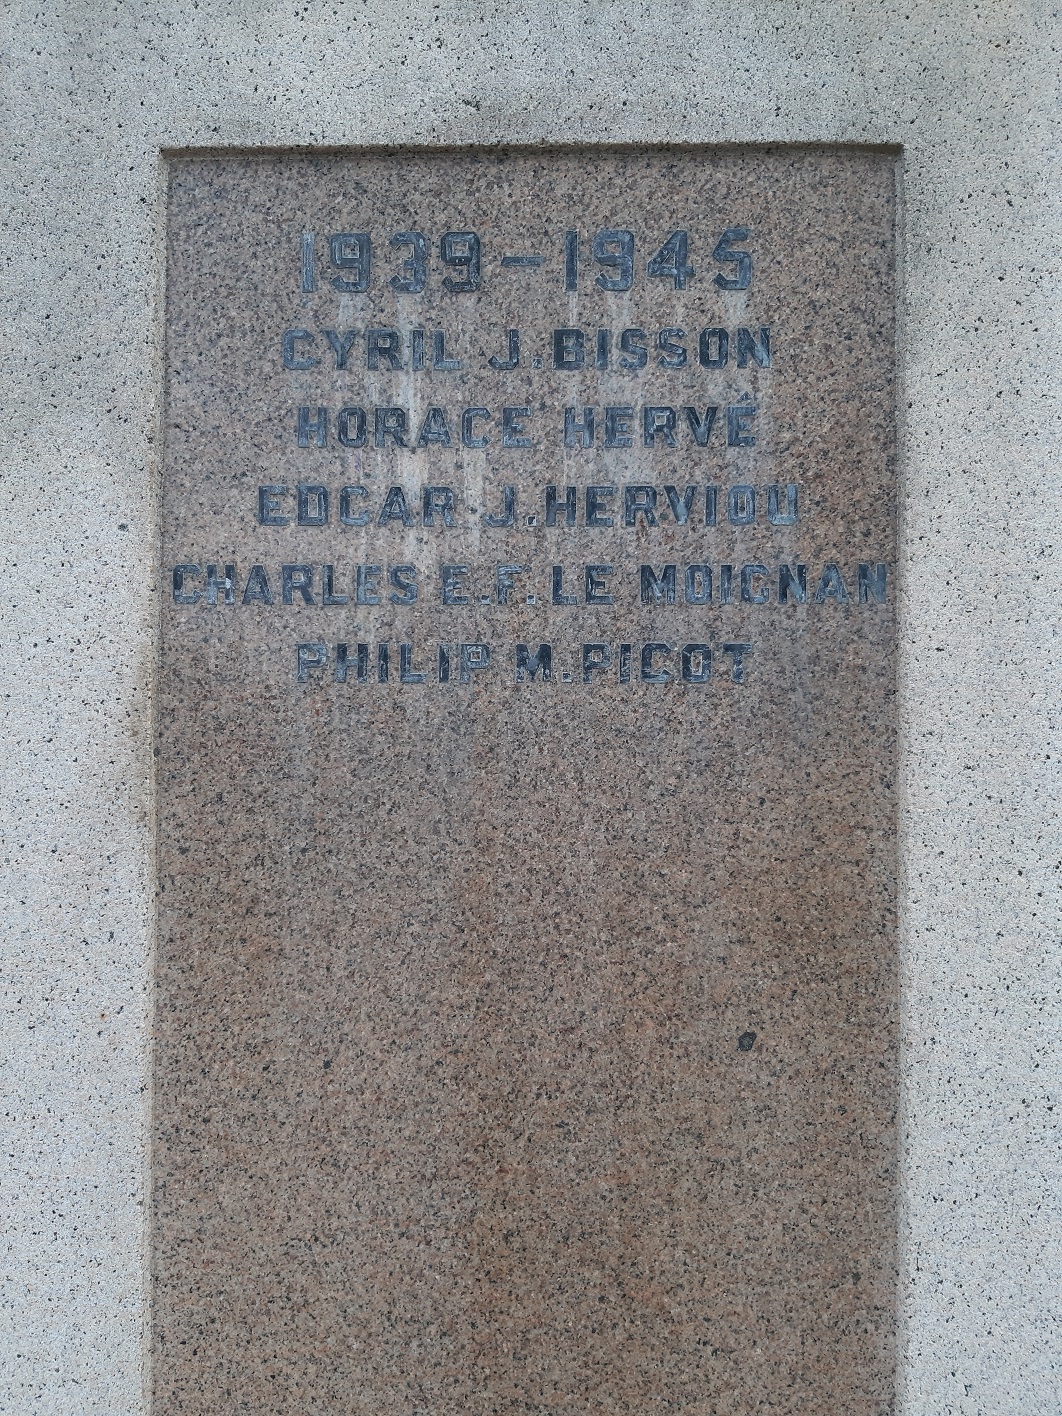 1939-1945
CYRIL J. BISSON
HORACE HERVÉ
EDGAR J. HERVIOU
CHARLES E.F. LE MOIGNAN
PHILIP M. PICOT